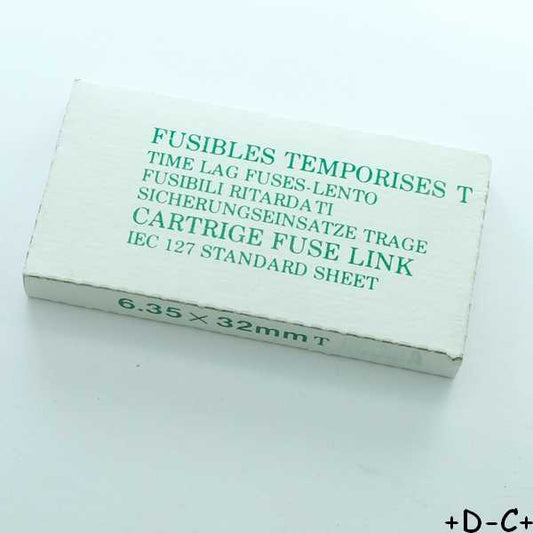 FUSIBLES TEMPORISES T
TIME LAG FUSES-LENTO
FUSIBILI RITARDATI
SICHERUNGSEINSATZE TRAGE
CARTRIGE FUSE LINK
IEC 127 STANDARD SHEET
6.35×32mm T
+D-C+